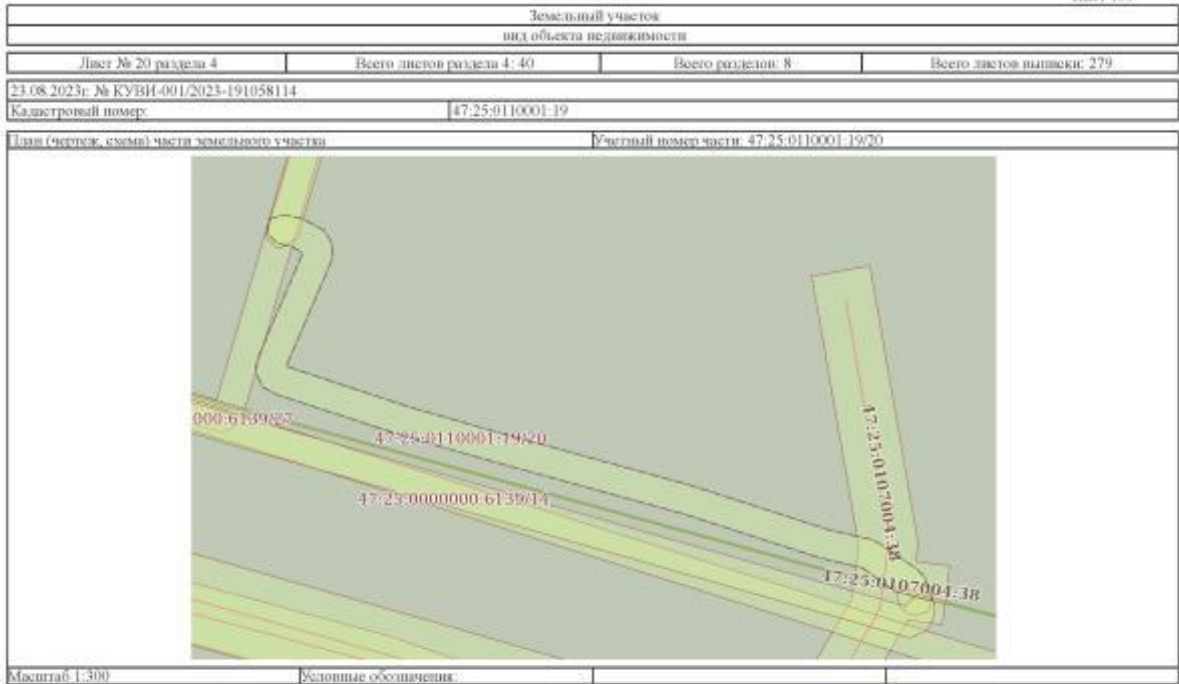 Земельный участок
вид объекта недвижимости
Лист № 20 раздела 4 Всего листов раздела 4: 40 Всего разделов: 8 Всего листов выписки: 279
23.08.2023г. № КУВИ-001/2023-191058114
Кадастровый номер: 47:25:0110001:19
План (чертеж, схема) части земельного участка Учетный номер части: 47:25:0110001:19/20
000:6139/27
47:25:0110001:19/20
47:25:0000000:6139/14
47:25:0107004:38
47:25:0107004:38
Масштаб 1:300 Условные обозначения: